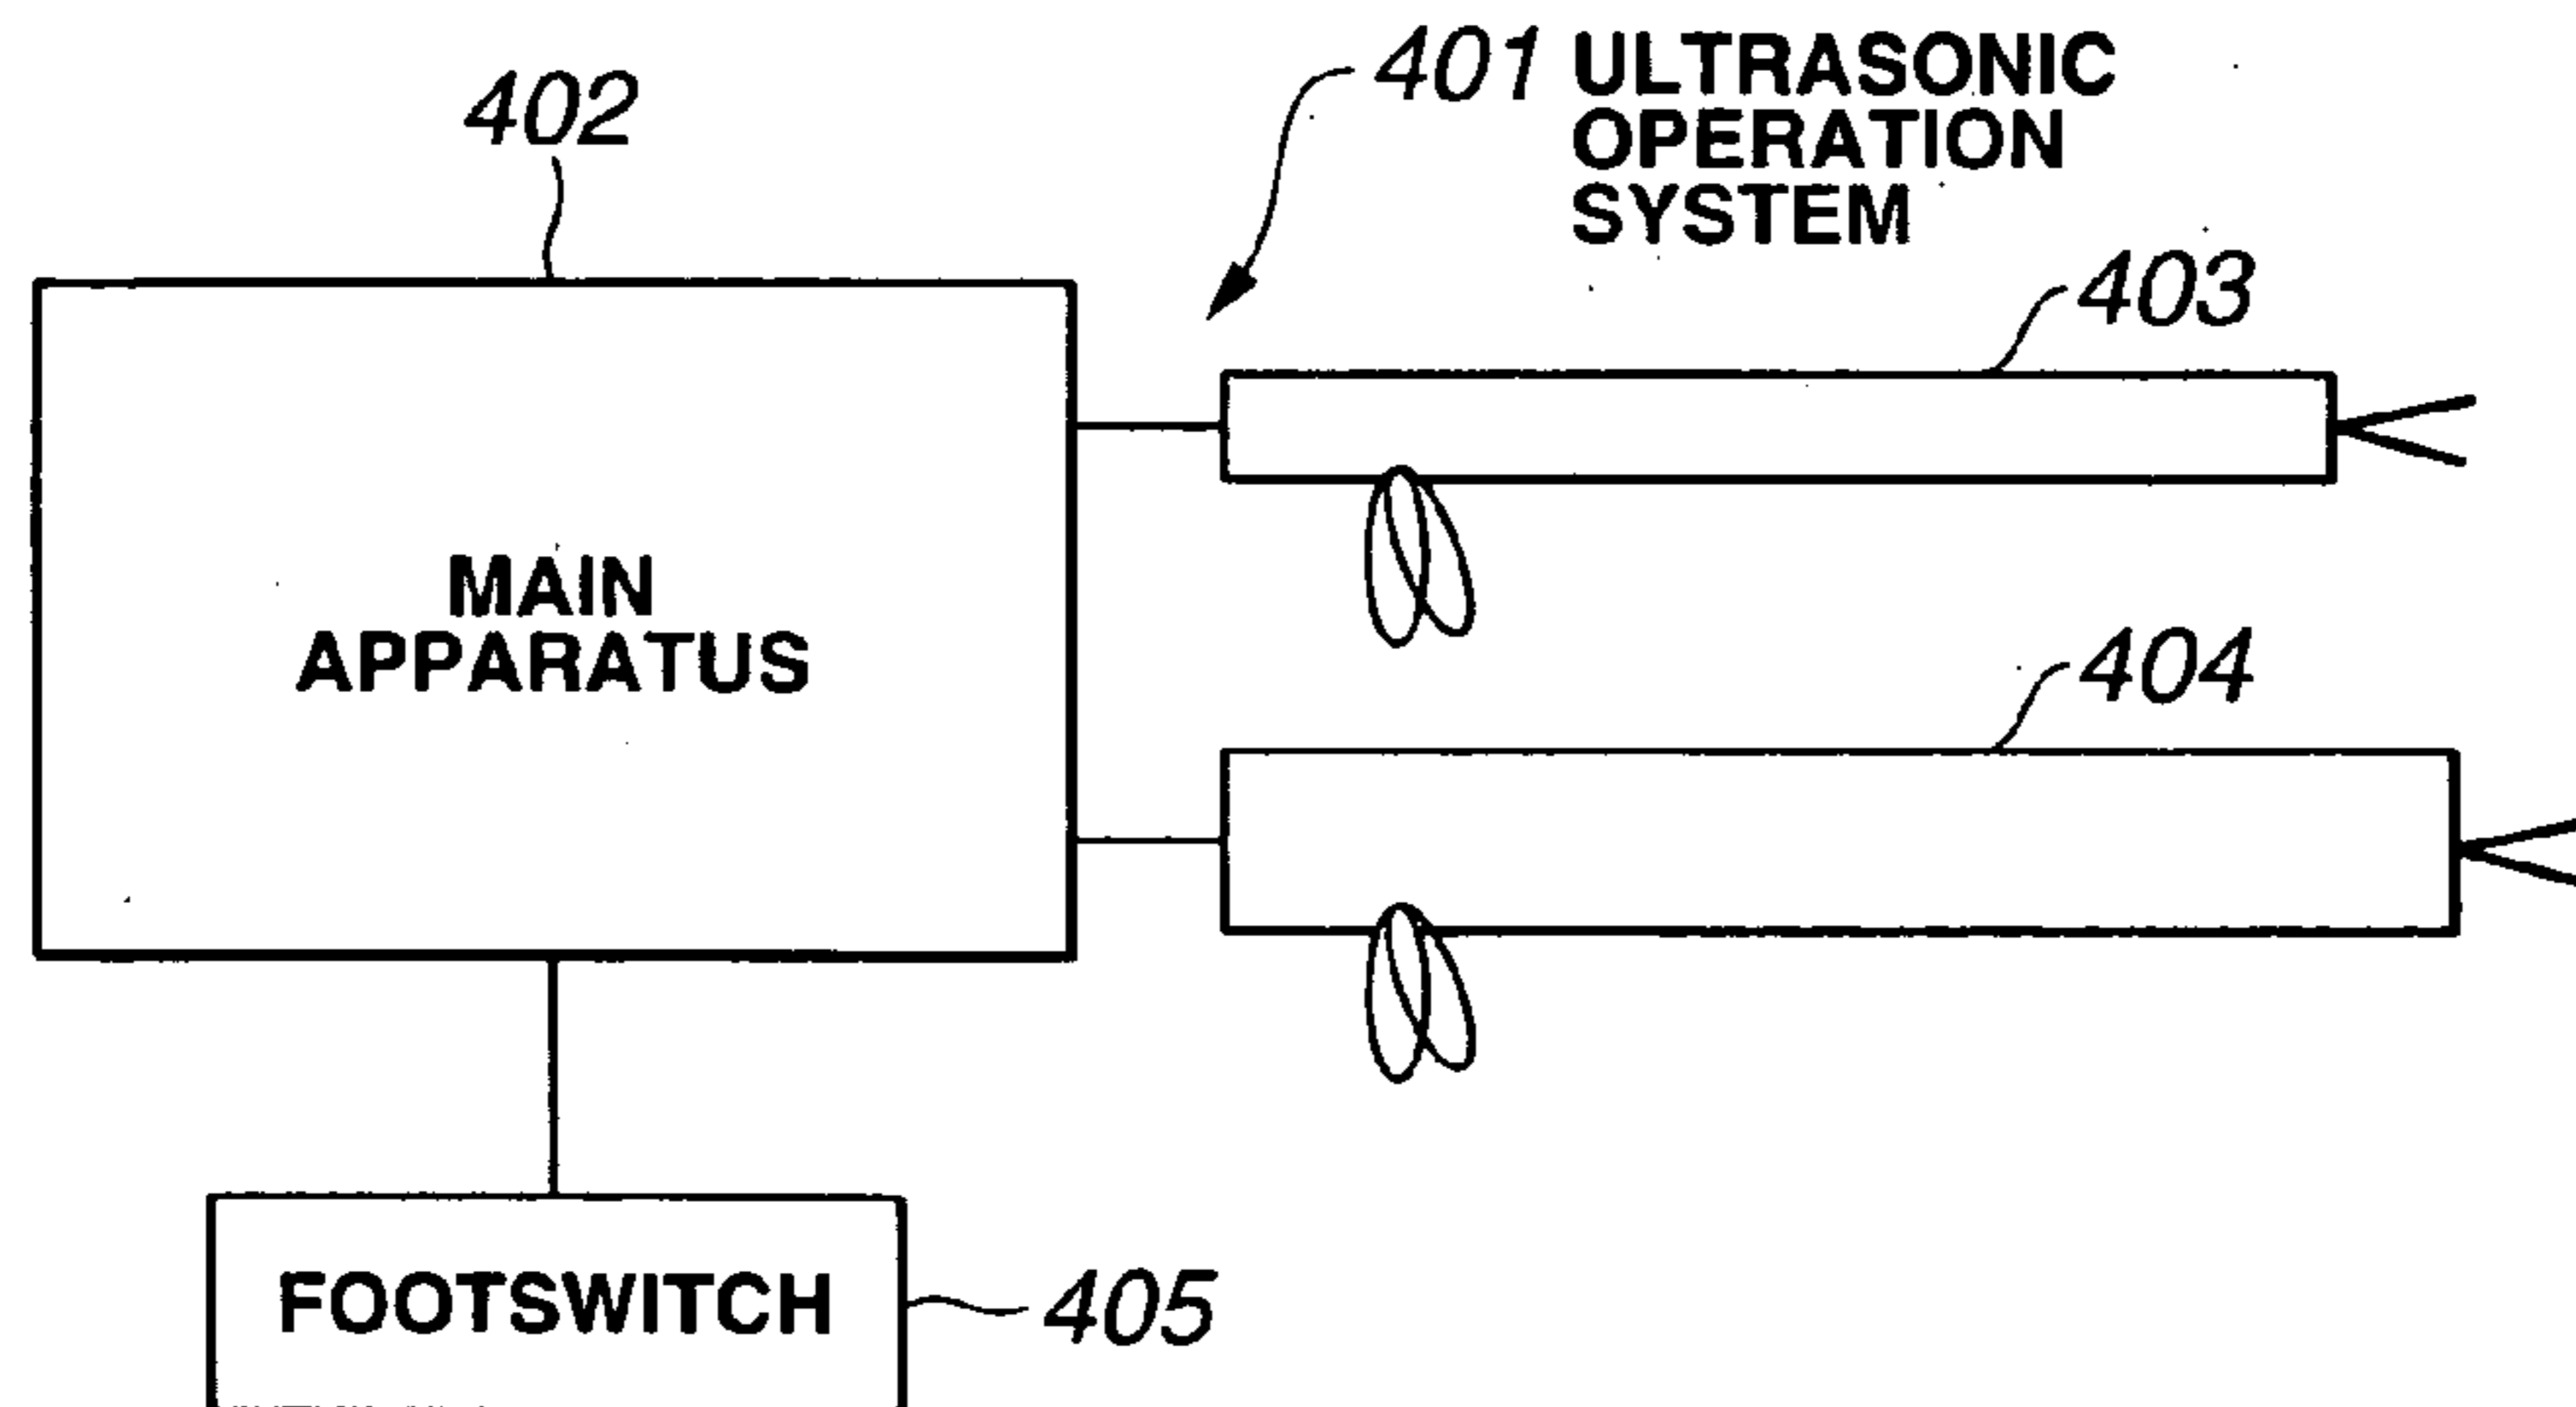 402
401 ULTRASONIC
OPERATION
SYSTEM
403
MAIN
APPARATUS
404
FOOTSWITCH
405